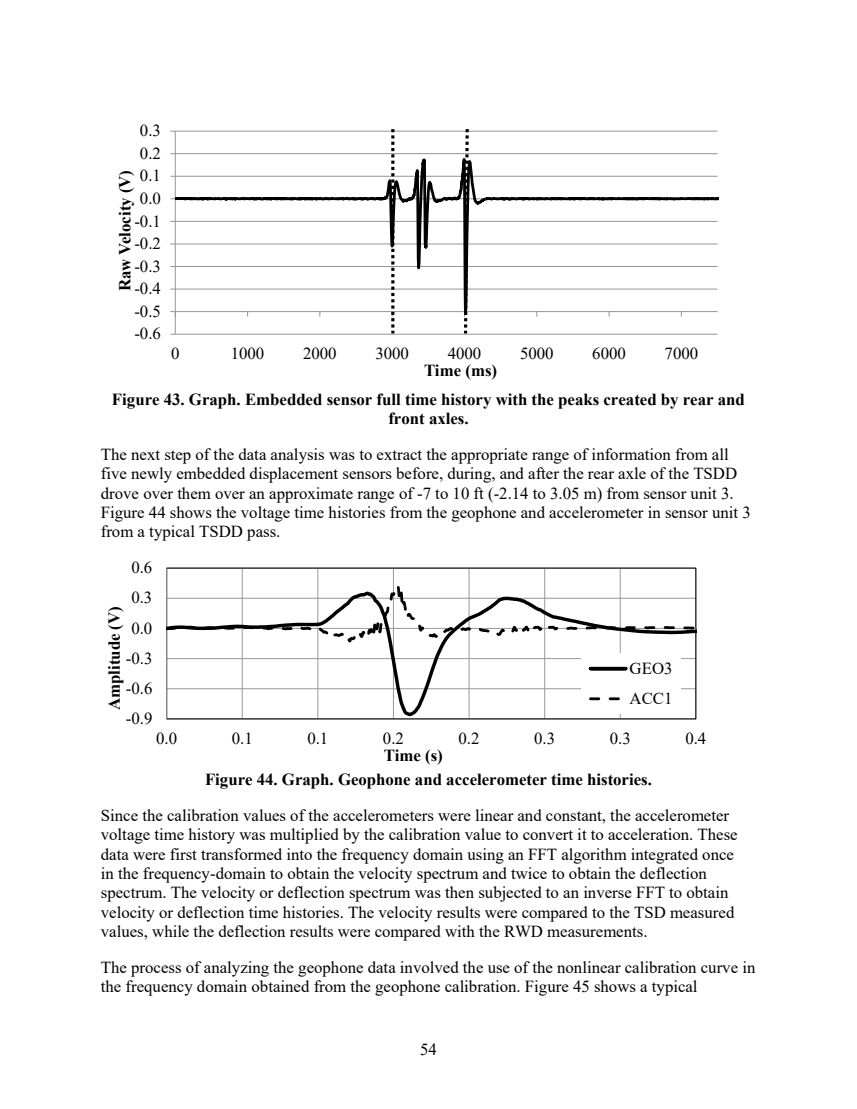 0.3
0.2
0.1
0.0
-0.1
-0.2
-0.3
-0.4
-0.5
-0.6
Raw Velocity (V)
0 1000 2000 3000 4000 5000 6000 7000
Time (ms)
Figure 43. Graph. Embedded sensor full time history with the peaks created by rear and
front axles.
The next step of the data analysis was to extract the appropriate range of information from all
five newly embedded displacement sensors before, during, and after the rear axle of the TSDD
drove over them over an approximate range of -7 to 10 ft (-2.14 to 3.05 m) from sensor unit 3.
Figure 44 shows the voltage time histories from the geophone and accelerometer in sensor unit 3
from a typical TSDD pass.
0.6
0.3
0.0
-0.3
-0.6
-0.9
Amplitude (V)
GEO3
ACC1
0.0 0.1 0.1 0.2 0.2 0.3 0.3 0.4
Time (s)
Figure 44. Graph. Geophone and accelerometer time histories.
Since the calibration values of the accelerometers were linear and constant, the accelerometer
voltage time history was multiplied by the calibration value to convert it to acceleration. These
data were first transformed into the frequency domain using an FFT algorithm integrated once
in the frequency-domain to obtain the velocity spectrum and twice to obtain the deflection
spectrum. The velocity or deflection spectrum was then subjected to an inverse FFT to obtain
velocity or deflection time histories. The velocity results were compared to the TSD measured
values, while the deflection results were compared with the RWD measurements.
The process of analyzing the geophone data involved the use of the nonlinear calibration curve in
the frequency domain obtained from the geophone calibration. Figure 45 shows a typical
54